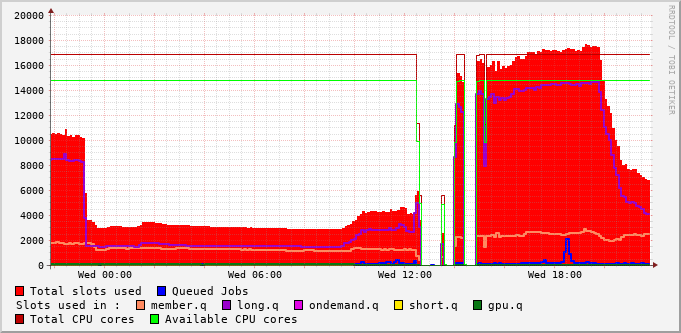 RRDTOOL / TOBI OETIKER
20000
18000
16000
14000
12000
10000
8000
6000
4000
2000
0
Wed 00:00 Wed 06:00 Wed 12:00 Wed 18:00
Total slots used Queued Jobs
Slots used in : member.q long.q ondemand.q short.q gpu.q
Total CPU cores Available CPU cores